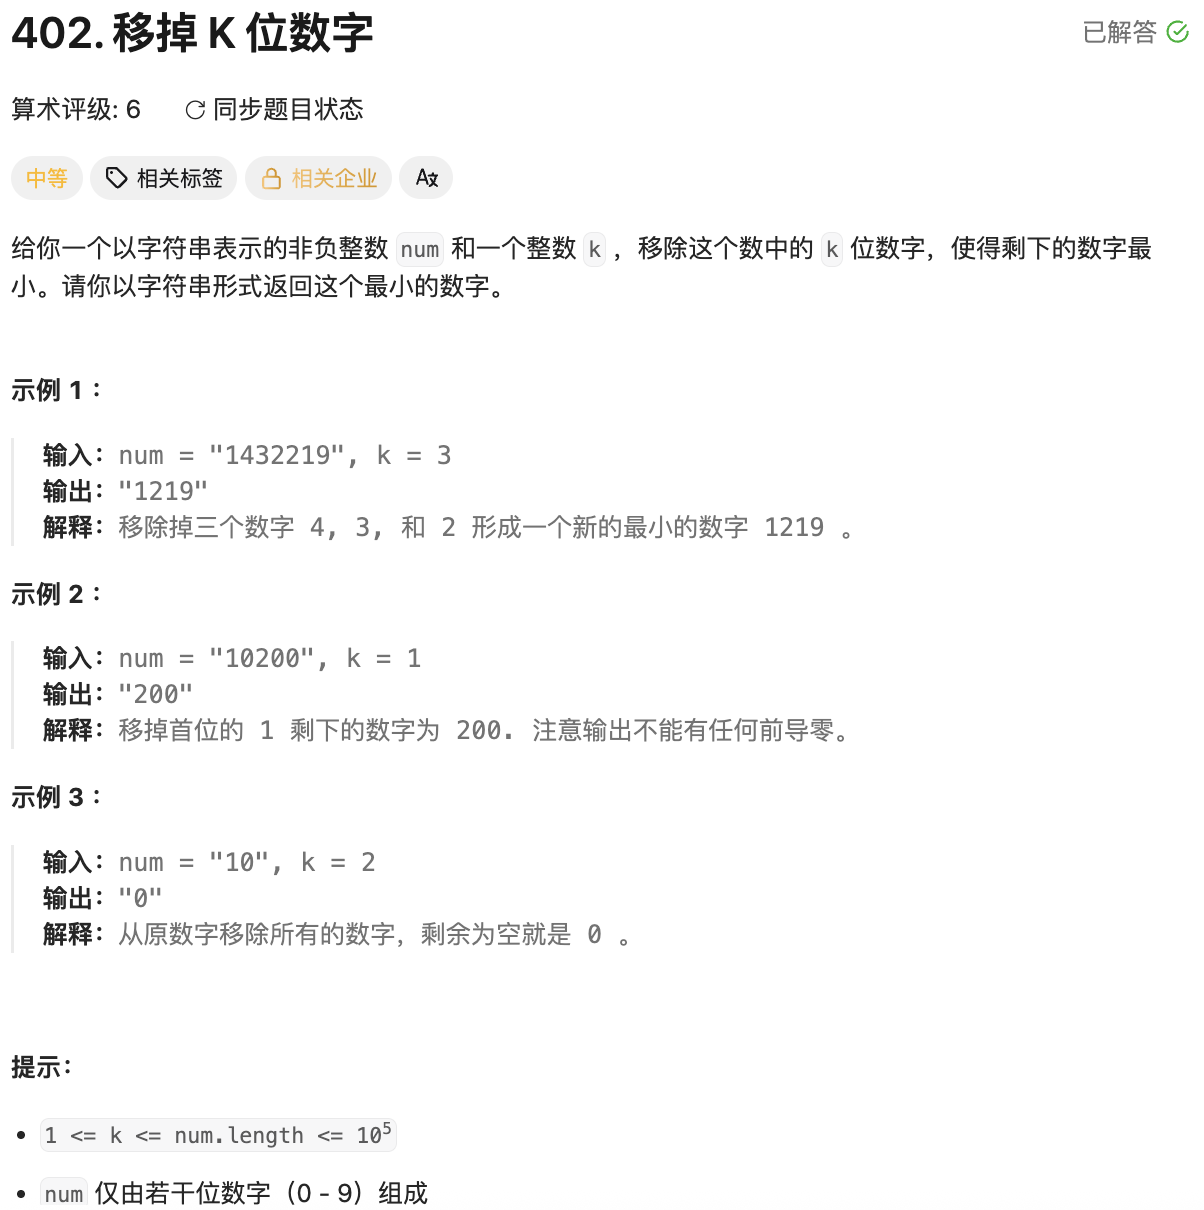 402. 移掉 K 位数字
已解答
算术评级: 6 同步题目状态
中等 相关标签 相关企业 A文
给你一个以字符串表示的非负整数 num 和一个整数 k ，移除这个数中的 k 位数字，使得剩下的数字最
小。请你以字符串形式返回这个最小的数字。
示例 1 ：
输入：num = "1432219", k = 3
输出："1219"
解释：移除掉三个数字 4, 3, 和 2 形成一个新的最小的数字 1219 。
示例 2 ：
输入：num = "10200", k = 1
输出："200"
解释：移掉首位的 1 剩下的数字为 200. 注意输出不能有任何前导零。
示例 3 ：
输入：num = "10", k = 2
输出："0"
解释：从原数字移除所有的数字，剩余为空就是 0 。
提示：
• 1 <= k <= num.length <= 10⁵
• num 仅由若干位数字（0 - 9）组成